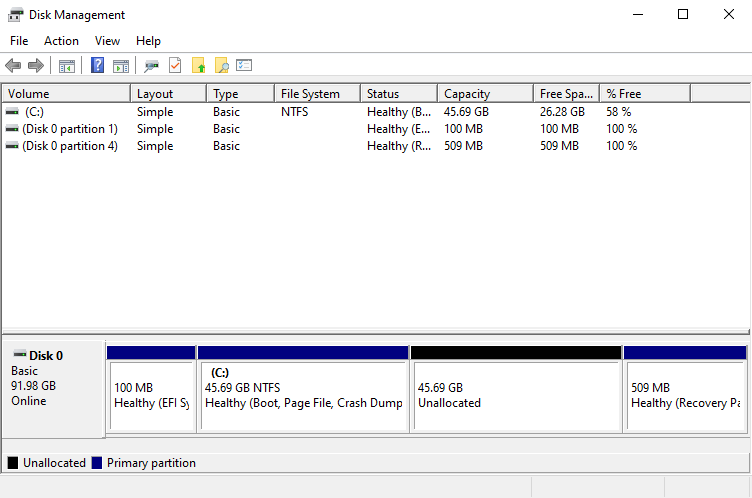 Disk Management
File Action View Help
Volume Layout Type File System Status Capacity Free Spa... % Free
(C:) Simple Basic NTFS Healthy (B... 45.69 GB 26.28 GB 58 %
(Disk 0 partition 1) Simple Basic Healthy (E... 100 MB 100 MB 100 %
(Disk 0 partition 4) Simple Basic Healthy (R... 509 MB 509 MB 100 %
Disk 0
Basic
91.98 GB
Online
100 MB
Healthy (EFI Sy
(C:)
45.69 GB NTFS
Healthy (Boot, Page File, Crash Dump
45.69 GB
Unallocated
509 MB
Healthy (Recovery Pa
Unallocated Primary partition